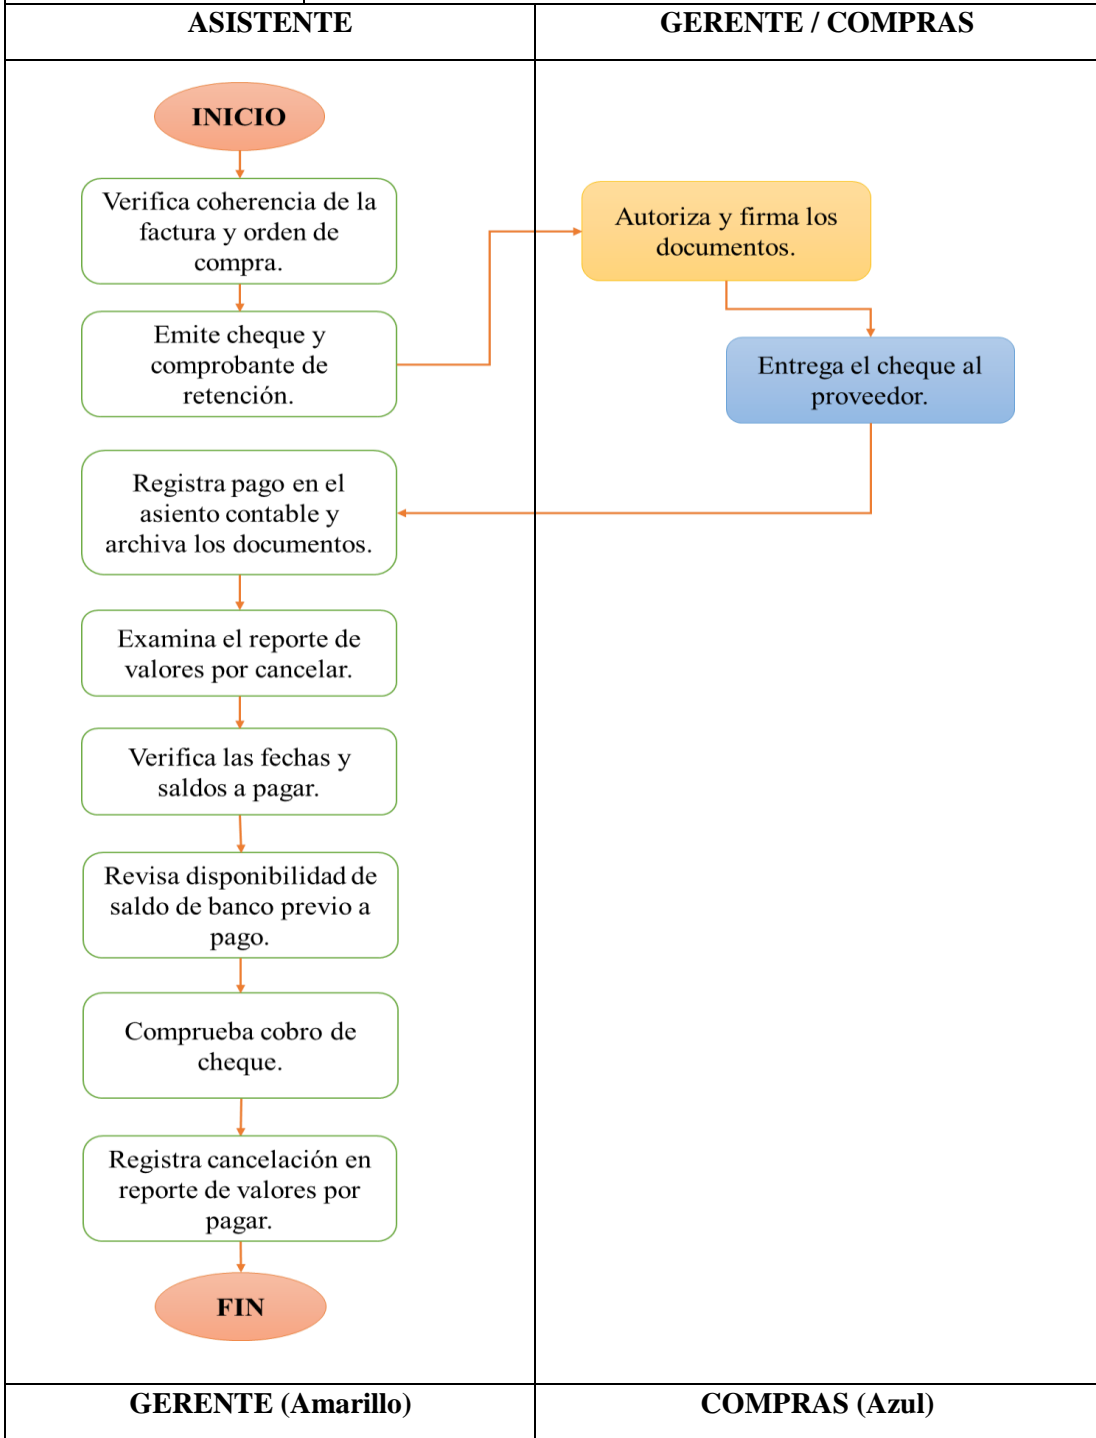 ASISTENTE
GERENTE / COMPRAS
INICIO
Verifica coherencia de la
factura y orden de
compra.
Emite cheque y
comprobante de
retención.
Autoriza y firma los
documentos.
Entrega el cheque al
proveedor.
Registra pago en el
asiento contable y
archiva los documentos.
Examina el reporte de
valores por cancelar.
Verifica las fechas y
saldos a pagar.
Revisa disponibilidad de
saldo de banco previo a
pago.
Comprueba cobro de
cheque.
Registra cancelación en
reporte de valores por
pagar.
FIN
GERENTE (Amarillo)
COMPRAS (Azul)